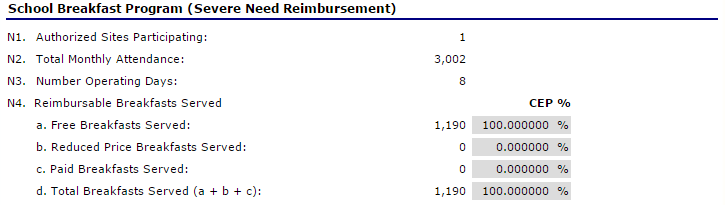 School Breakfast Program (Severe Need Reimbursement)
N1. Authorized Sites Participating: 1
N2. Total Monthly Attendance: 3,002
N3. Number Operating Days: 8
N4. Reimbursable Breakfasts Served CEP %
a. Free Breakfasts Served: 1,190 100.000000 %
b. Reduced Price Breakfasts Served: 0 0.000000 %
c. Paid Breakfasts Served: 0 0.000000 %
d. Total Breakfasts Served (a + b + c): 1,190 100.000000 %